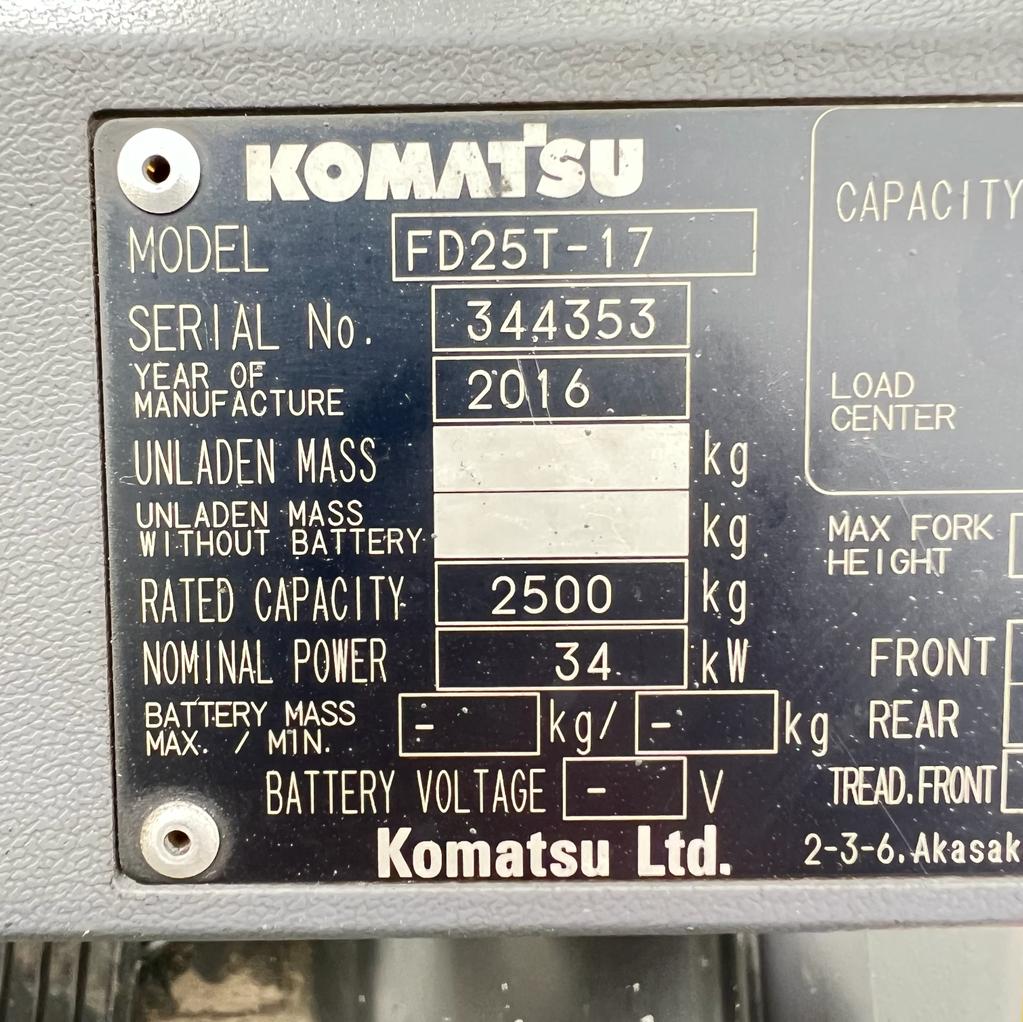 KOMATSU
MODEL FD25T-17
SERIAL No. 344353
YEAR OF
MANUFACTURE 2016
UNLADEN MASS kg
UNLADEN MASS
WITHOUT BATTERY kg
RATED CAPACITY 2500 kg
NOMINAL POWER 34 kW
BATTERY MASS
MAX. / MIN. - kg/ - kg
BATTERY VOLTAGE - V
Komatsu Ltd.
CAPACITY
LOAD
CENTER
MAX FORK
HEIGHT
FRONT
REAR
TREAD.FRONT
2-3-6.Akasak